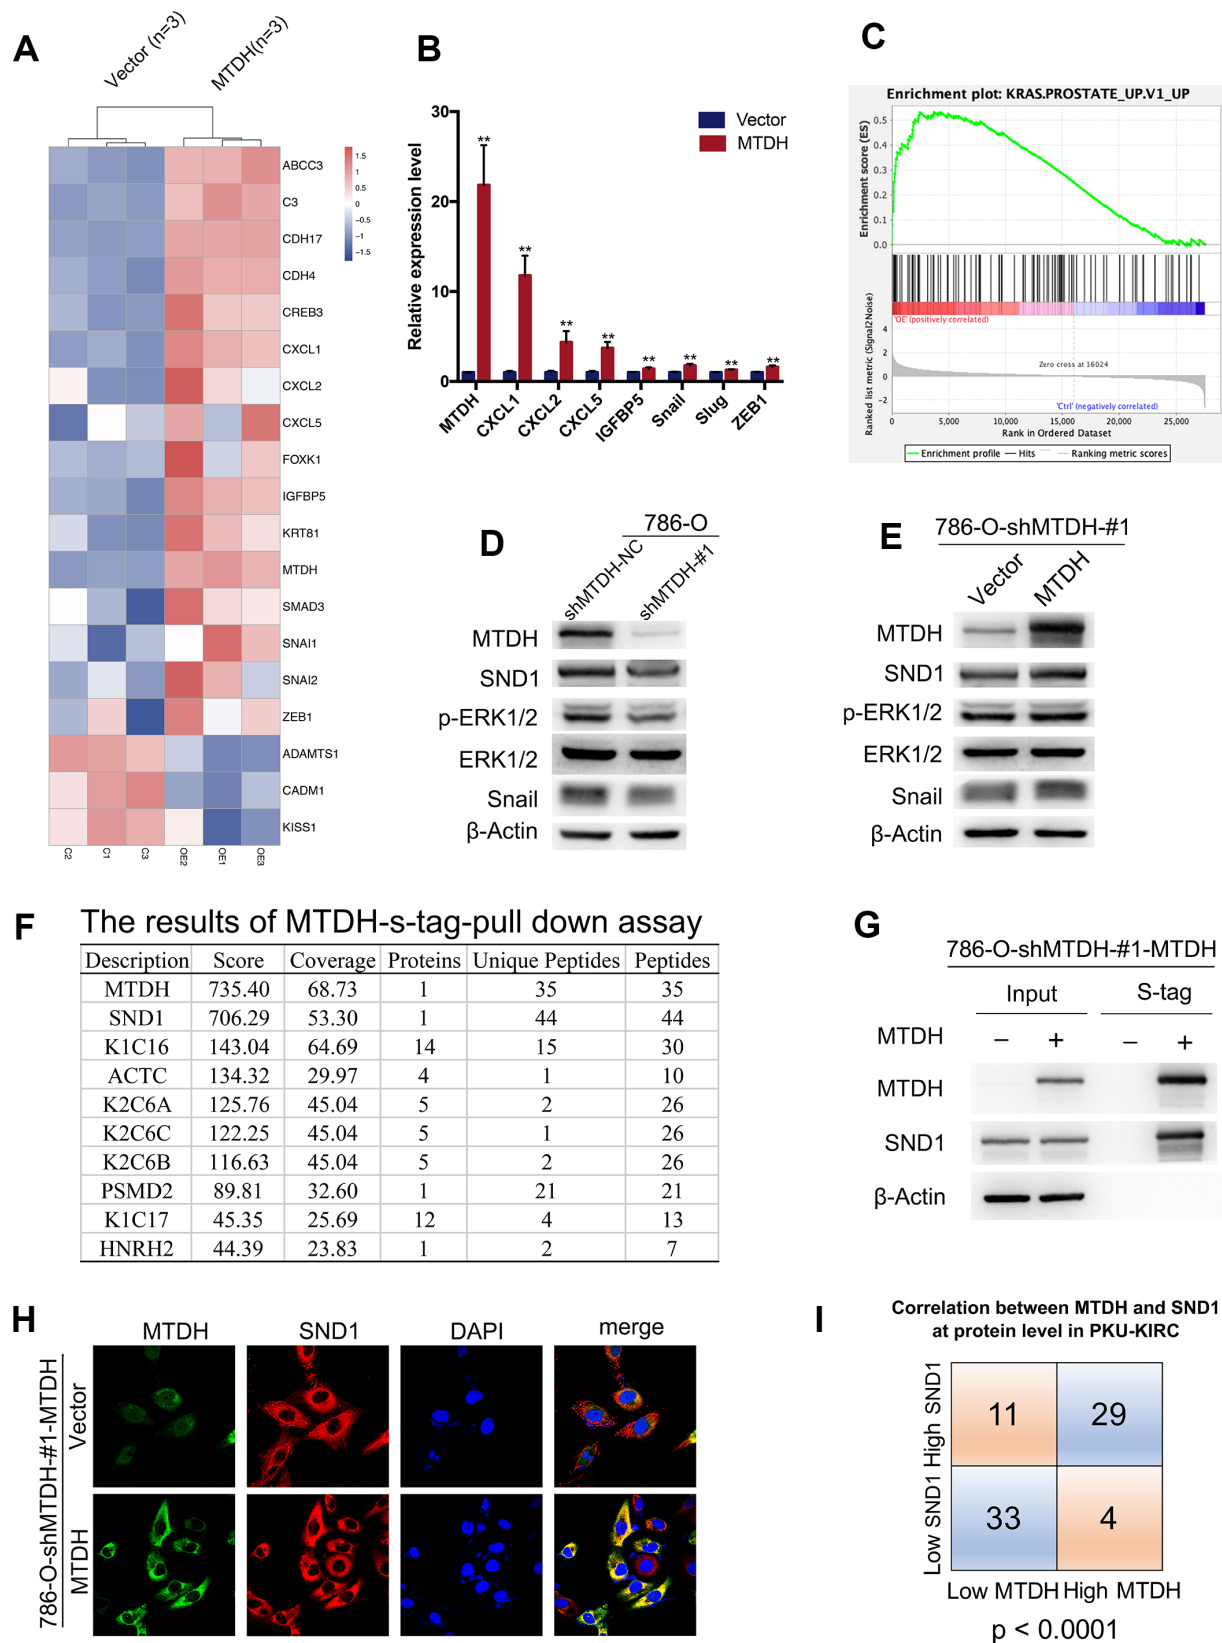 A
Vector (n=3)
MTDH(n=3)
1.5
1
0.5
0
−0.5
−1
−1.5
ABCC3
C3
CDH17
CDH4
CREB3
CXCL1
CXCL2
CXCL5
FOXK1
IGFBP5
KRT81
MTDH
SMAD3
SNAI1
SNAI2
ZEB1
ADAMTS1
CADM1
KISS1
C2 C1 C3 OE2 OE1 OE3
B
Relative expression level
30
20
10
0
Vector
MTDH
** ** ** ** ** ** ** **
MTDH CXCL1 CXCL2 CXCL5 IGFBP5 Snail Slug ZEB1
C
Enrichment plot: KRAS.PROSTATE_UP.V1_UP
Enrichment score (ES)
0.5
0.4
0.3
0.2
0.1
0.0
'OE' (positively correlated)
Ranked list metric (Signal2Noise)
4
2
0
-2
Zero cross at 16024
'Ctrl' (negatively correlated)
0 5,000 10,000 15,000 20,000 25,000
Rank in Ordered Dataset
Enrichment profile Hits Ranking metric scores
D
786-O
shMTDH-NC
shMTDH-#1
MTDH
SND1
p-ERK1/2
ERK1/2
Snail
β-Actin
E
786-O-shMTDH-#1
Vector
MTDH
MTDH
SND1
p-ERK1/2
ERK1/2
Snail
β-Actin
F
The results of MTDH-s-tag-pull down assay
Description Score Coverage Proteins Unique Peptides Peptides
MTDH 735.40 68.73 1 35 35
SND1 706.29 53.30 1 44 44
K1C16 143.04 64.69 14 15 30
ACTC 134.32 29.97 4 1 10
K2C6A 125.76 45.04 5 2 26
K2C6C 122.25 45.04 5 1 26
K2C6B 116.63 45.04 5 2 26
PSMD2 89.81 32.60 1 21 21
K1C17 45.35 25.69 12 4 13
HNRH2 44.39 23.83 1 2 7
G
786-O-shMTDH-#1-MTDH
Input S-tag
MTDH − + − +
MTDH
SND1
β-Actin
H
MTDH SND1 DAPI merge
786-O-shMTDH-#1-MTDH
Vector
MTDH
I
Correlation between MTDH and SND1
at protein level in PKU-KIRC
High SND1
11 29
Low SND1
33 4
Low MTDH High MTDH
p < 0.0001